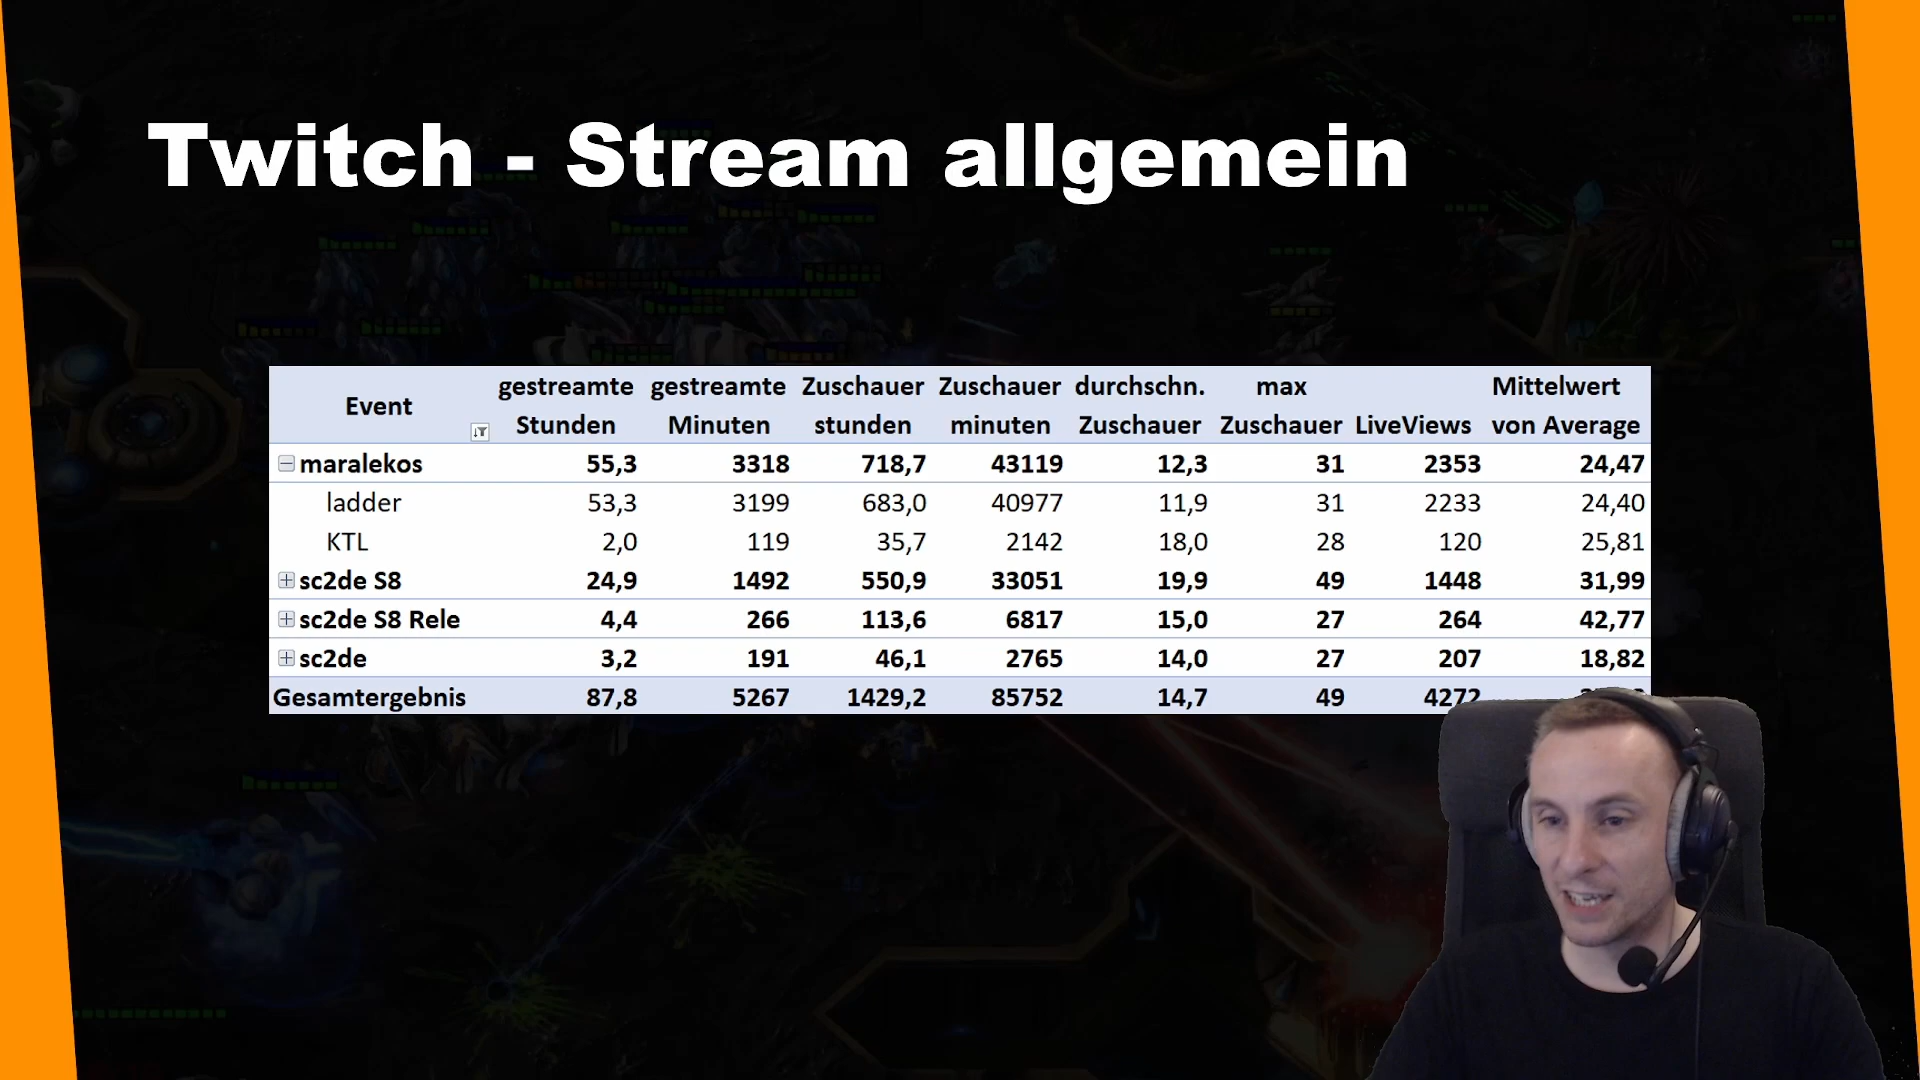 Twitch - Stream allgemein
Event gestreamte Stunden gestreamte Minuten Zuschauer stunden Zuschauer minuten durchschn. Zuschauer max Zuschauer LiveViews Mittelwert von Average
maralekos 55,3 3318 718,7 43119 12,3 31 2353 24,47
ladder 53,3 3199 683,0 40977 11,9 31 2233 24,40
KTL 2,0 119 35,7 2142 18,0 28 120 25,81
sc2de S8 24,9 1492 550,9 33051 19,9 49 1448 31,99
sc2de S8 Rele 4,4 266 113,6 6817 15,0 27 264 42,77
sc2de 3,2 191 46,1 2765 14,0 27 207 18,82
Gesamtergebnis 87,8 5267 1429,2 85752 14,7 49 4272